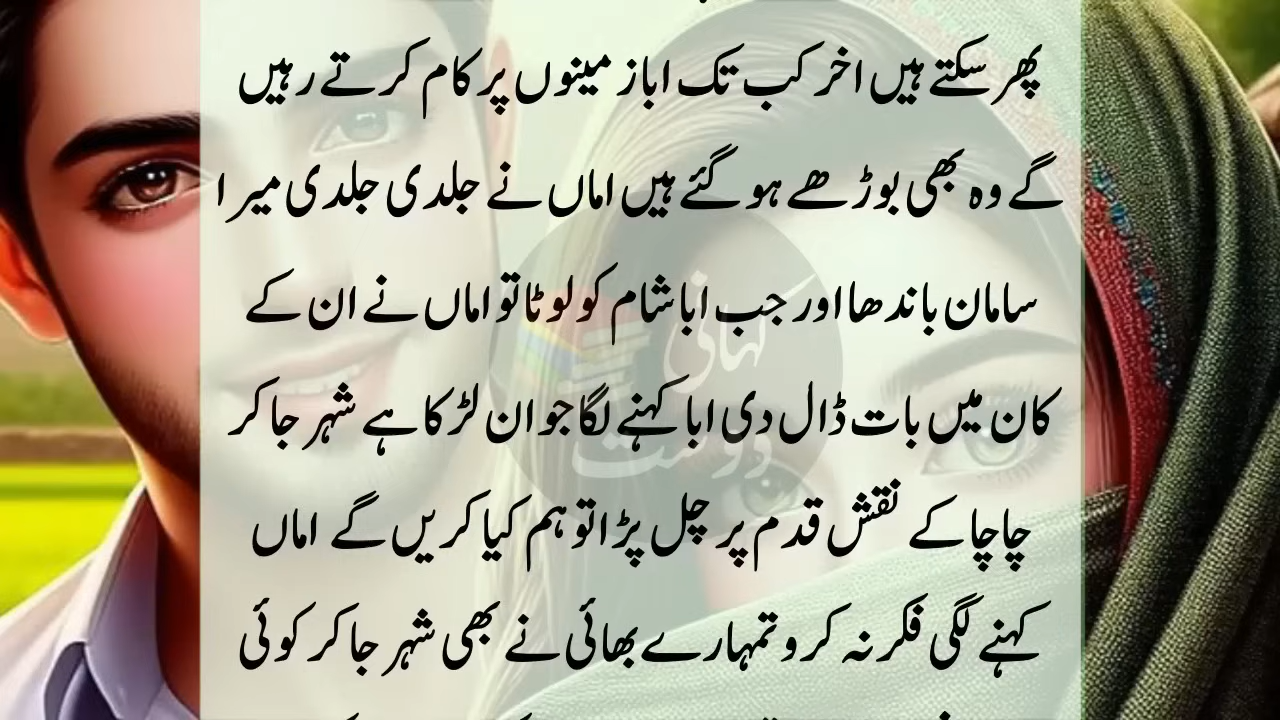 پھر سکتے ہیں اخر کب تک ابا زمینوں پر کام کرتے رہیں
گے وہ بھی بوڑھے ہو گئے ہیں اماں نے جلدی جلدی میرا
سامان باندھا اور جب ابا شام کو لوٹا تو اماں نے ان کے
کان میں بات ڈال دی ابا کہنے لگا جوان لڑکا ہے شہر جا کر
چاچا کے نقش قدم پر چل پڑا تو ہم کیا کریں گے اماں
کہنے لگی فکر نہ کرو تمہارے بھائی نے بھی شہر جا کر کوئی
کہانی
دوست